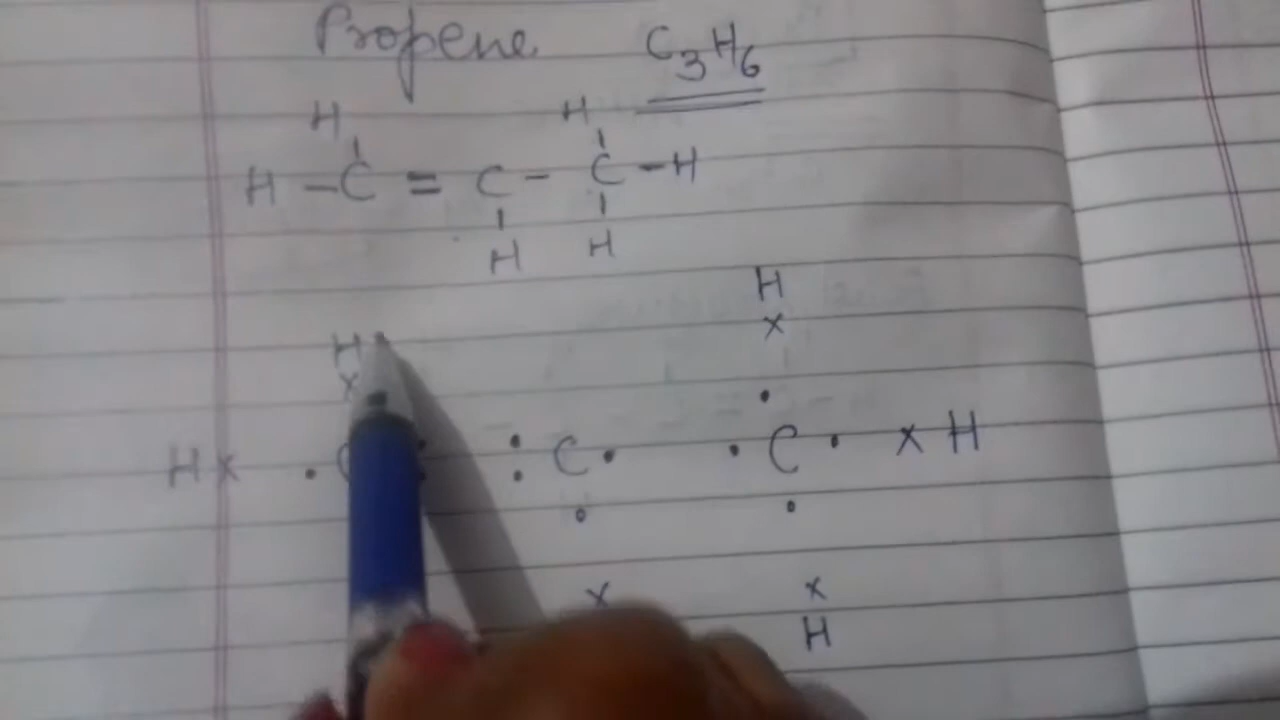 Propene C₃H₆
H H
H – C = C – C – H
H H
H
x
H
x
.
H x . C : : C . . C . x H
. .
x x
H